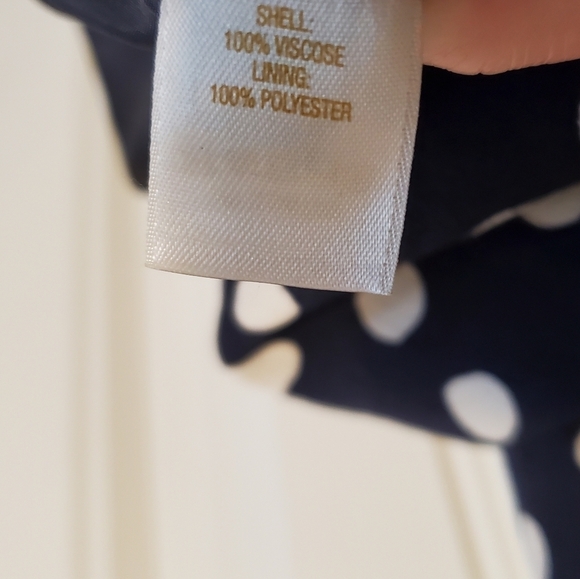 SHELL:
100% VISCOSE
LINING:
100% POLYESTER